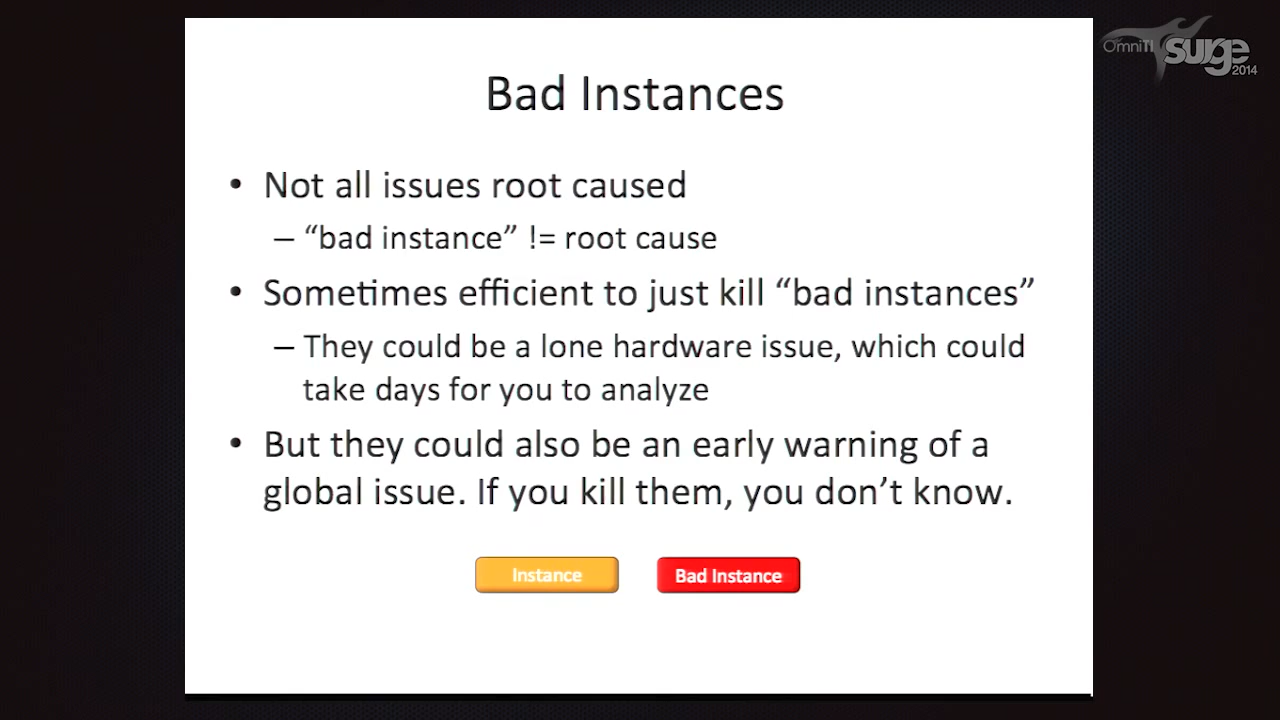 OmniTI surge 2014
Bad Instances
• Not all issues root caused
– “bad instance” != root cause
• Sometimes efficient to just kill “bad instances”
– They could be a lone hardware issue, which could
take days for you to analyze
• But they could also be an early warning of a
global issue. If you kill them, you don’t know.
Instance Bad Instance